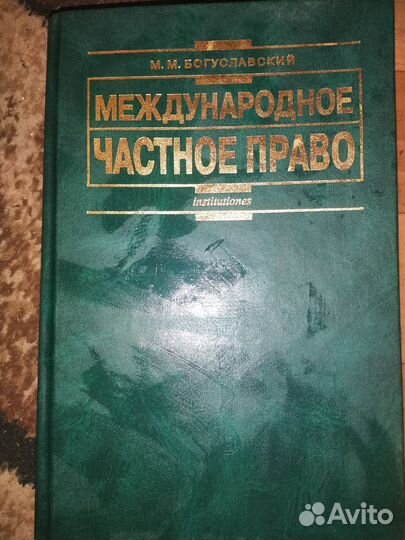 М. М. БОГУСЛАВСКИЙ
МЕЖДУНАРОДНОЕ
ЧАСТНОЕ ПРАВО
institutiones
Avito